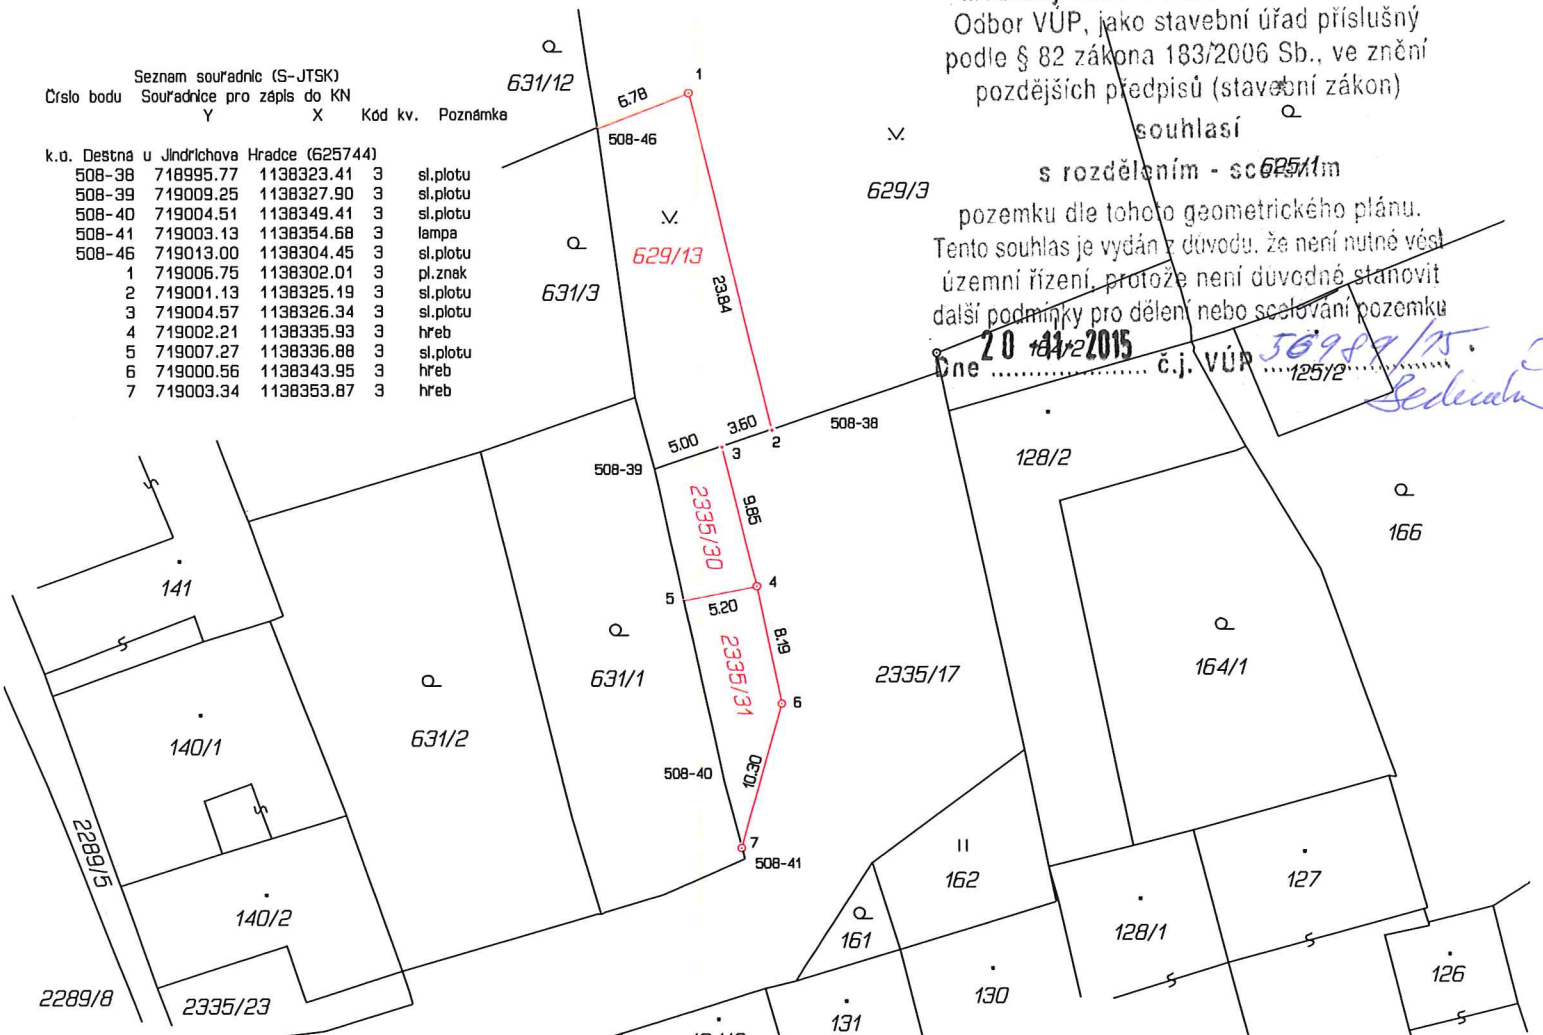 Seznam souřadnic (S-JTSK)
Číslo bodu Souřadnice pro zápis do KN
Y X Kód kv. Poznámka
k.ú. Deštná u Jindřichova Hradce (625744)
508-38 718995.77 1138323.41 3 sl.plotu
508-39 719009.25 1138327.90 3 sl.plotu
508-40 719004.51 1138349.41 3 sl.plotu
508-41 719003.13 1138354.68 3 lampa
508-46 719013.00 1138304.45 3 sl.plotu
1 719006.75 1138302.01 3 pl.znak
2 719001.13 1138325.19 3 sl.plotu
3 719004.57 1138326.34 3 sl.plotu
4 719002.21 1138335.93 3 hřeb
5 719007.27 1138336.88 3 sl.plotu
6 719000.56 1138343.95 3 hřeb
7 719003.34 1138353.87 3 hřeb
Odbor VÚP, jako stavební úřad příslušný
podle § 82 zákona 183/2006 Sb., ve znění
pozdějších předpisů (stavební zákon)
souhlasí
s rozdělením - scelením
pozemku dle tohoto geometrického plánu.
Tento souhlas je vydán z důvodu, že není nutné vést
územní řízení, protože není důvodné stanovit
další podmínky pro dělení nebo scelování pozemku
Dne 20 -11- 2015 č.j. VÚP 56989/15
631/12
6.78
1
508-46
629/3
625/1
629/13
631/3
23.84
164/2
125/2
5.00
3.60
2
508-38
3
508-39
128/2
2335/30
9.85
166
141
4
5
5.20
8.19
631/1
2335/31
2335/17
164/1
6
631/2
140/1
508-40
10.30
7
508-41
2289/5
162
127
140/2
161
128/1
126
2289/8
2335/23
130
131